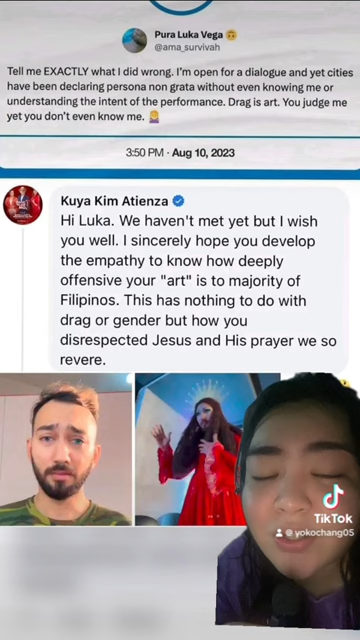 Pura Luka Vega 🙃
@ama_survivah
Tell me EXACTLY what I did wrong. I'm open for a dialogue and yet cities
have been declaring persona non grata without even knowing me or
understanding the intent of the performance. Drag is art. You judge me
yet you don't even know me. 🤷
3:50 PM · Aug 10, 2023
Kuya Kim Atienza
Hi Luka. We haven't met yet but I wish
you well. I sincerely hope you develop
the empathy to know how deeply
offensive your "art" is to majority of
Filipinos. This has nothing to do with
drag or gender but how you
disrespected Jesus and His prayer we so
revere.
TikTok
@yokochang05